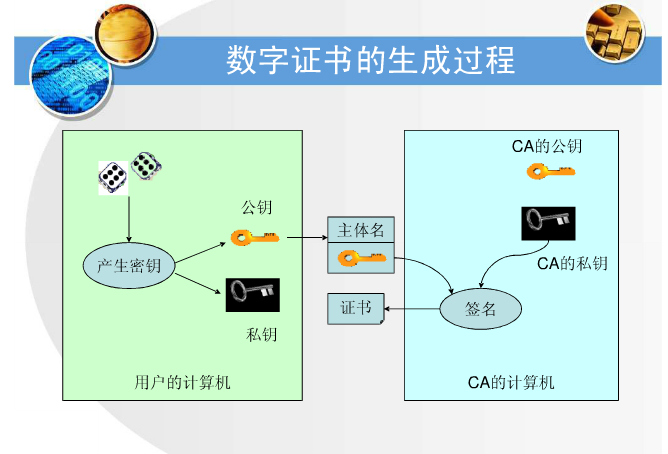 数字证书的生成过程
CA的公钥
公钥
主体名
产生密钥
CA的私钥
证书
签名
私钥
用户的计算机
CA的计算机